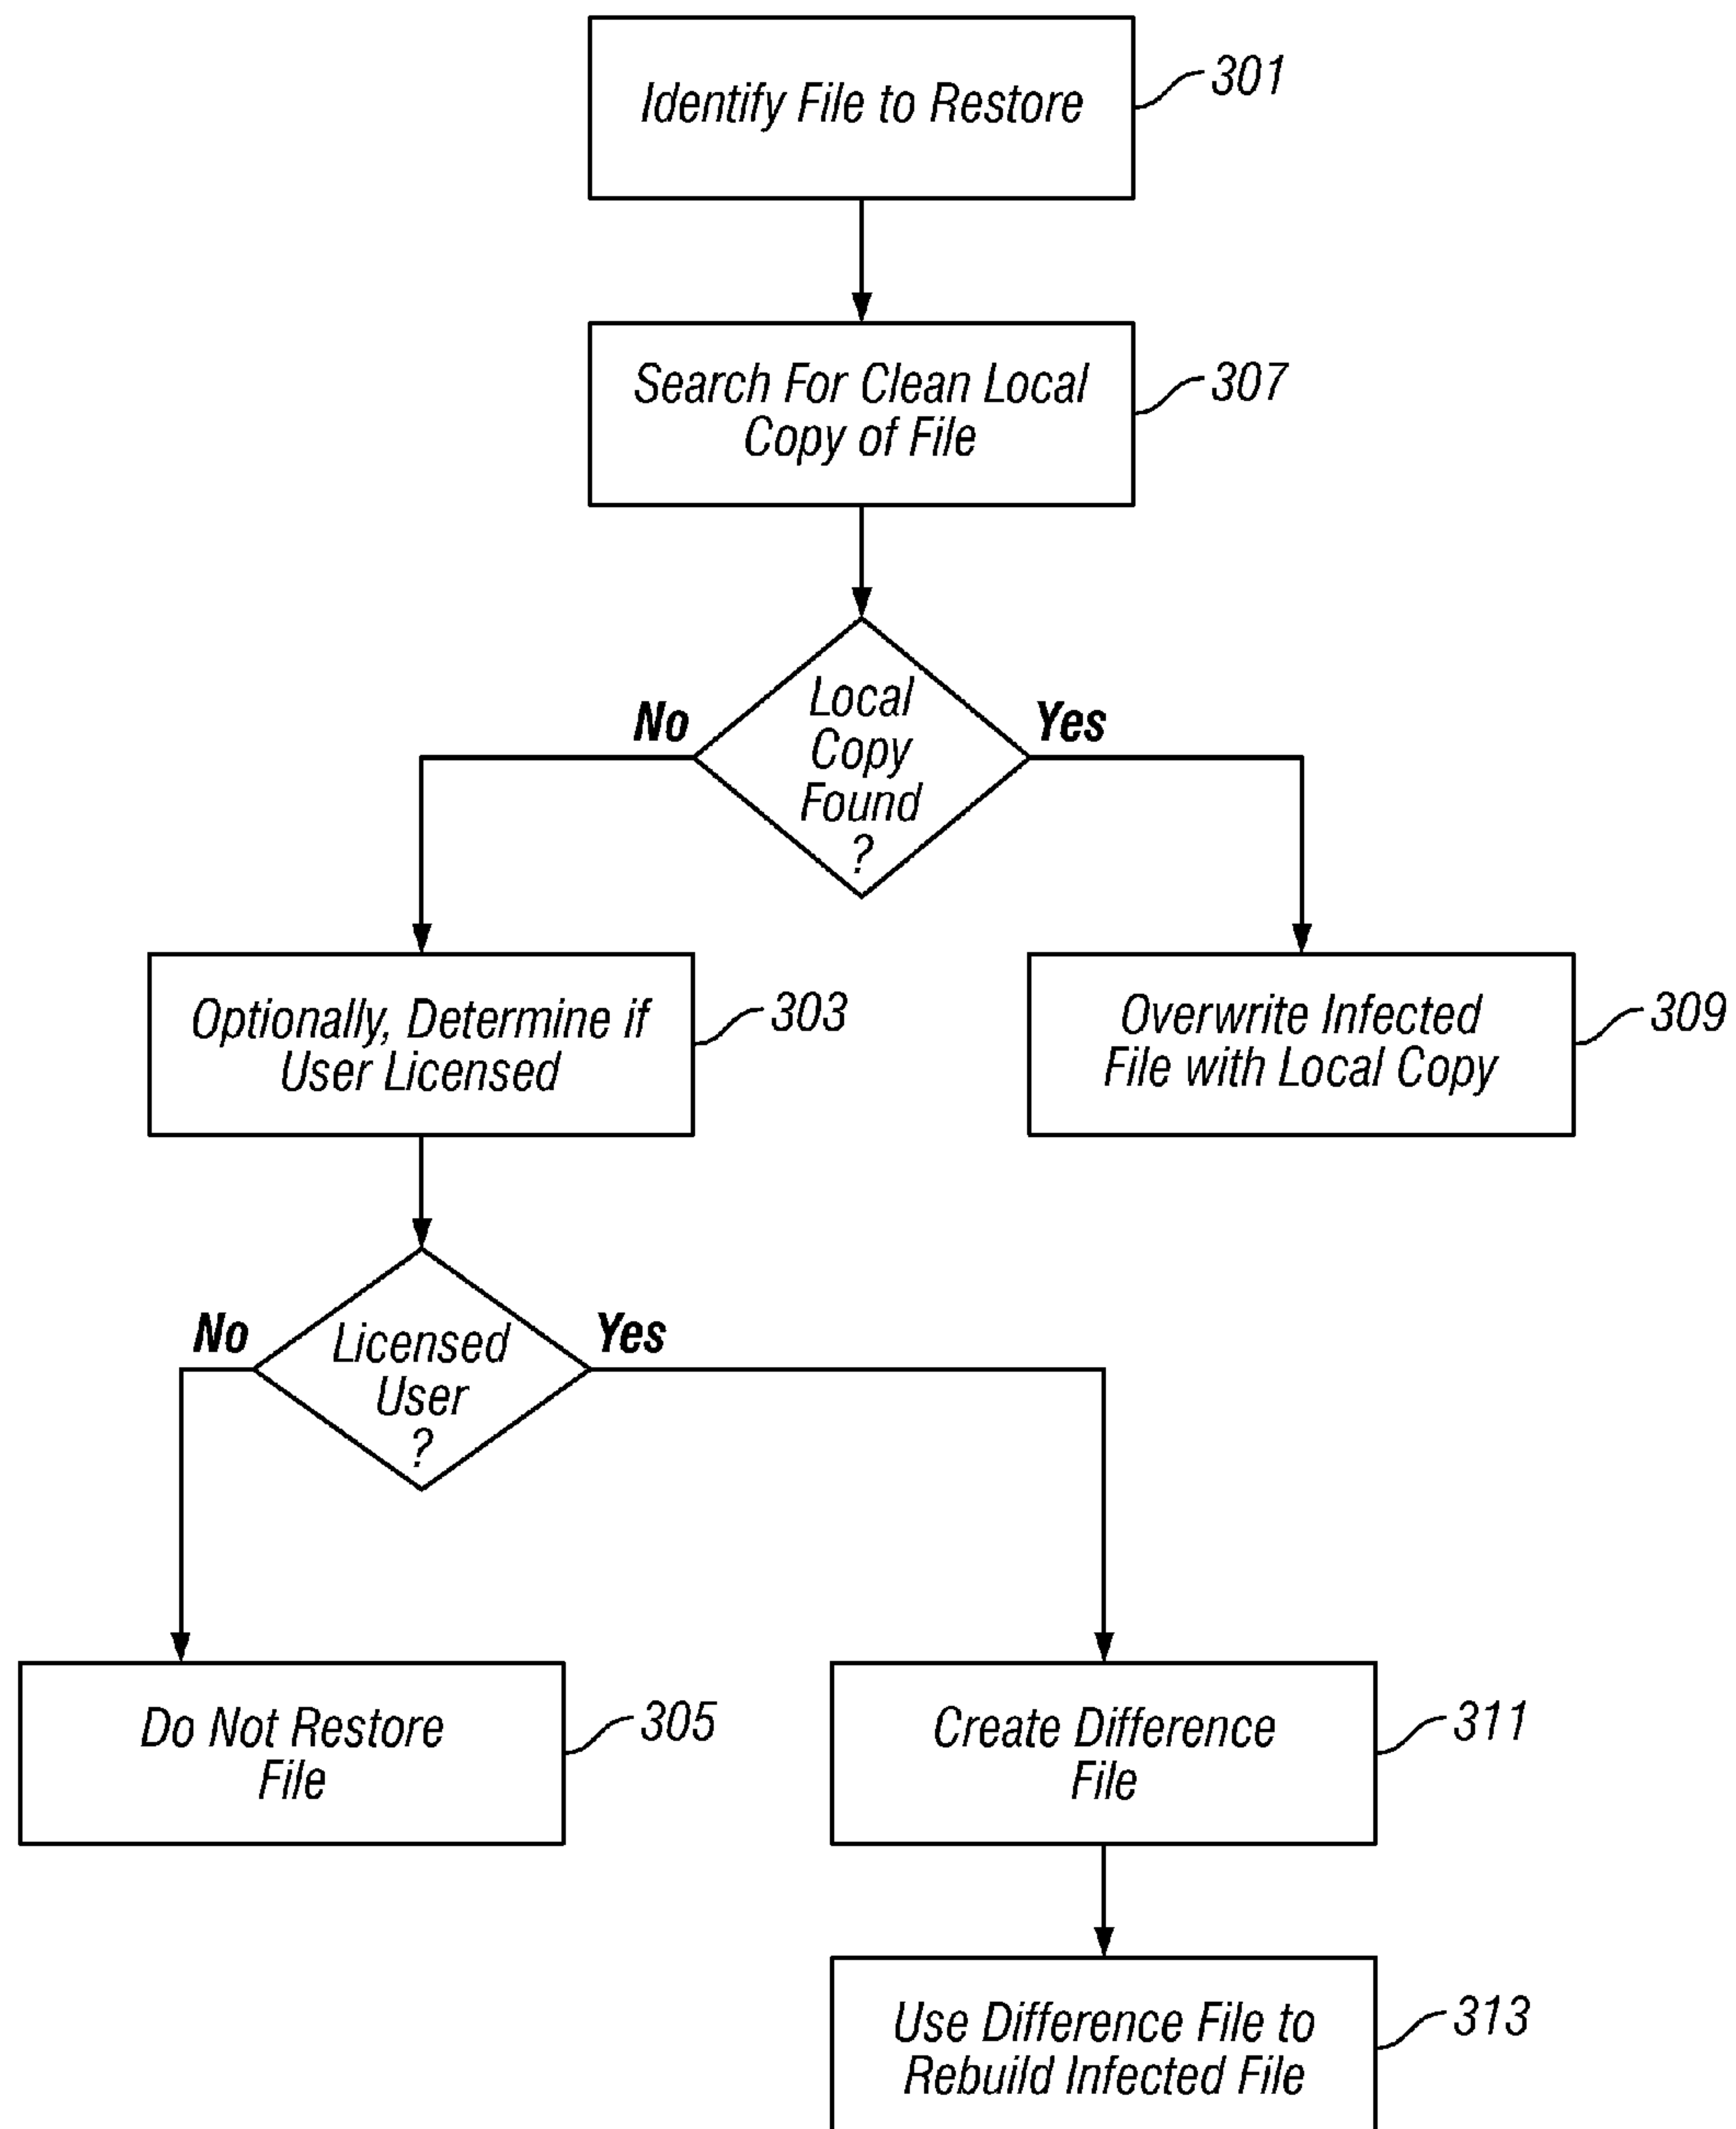 Identify File to Restore
301
Search For Clean Local
Copy of File
307
Local
Copy
Found
?
No
Yes
Optionally, Determine if
User Licensed
303
Overwrite Infected
File with Local Copy
309
Licensed
User
?
No
Yes
Do Not Restore
File
305
Create Difference
File
311
Use Difference File to
Rebuild Infected File
313